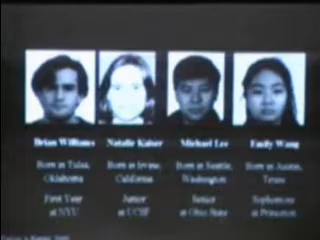 Brian Williams Natalie Kaiser Michael Lee Emily Wang
Born in Tulsa, Born in Irvine, Born in Seattle, Born in Austin,
Oklahoma California Washington Texas
First Year Junior Senior Sophomore
at NYU at UCSF at Ohio State at Princeton